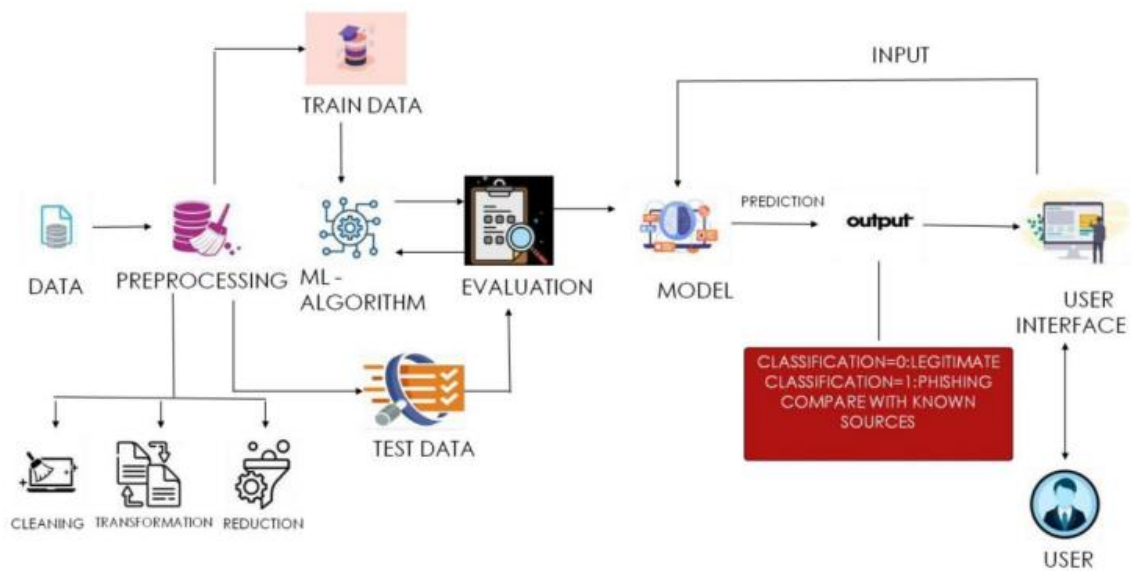 INPUT
TRAIN DATA
PREDICTION
output
DATA
PREPROCESSING
ML -
ALGORITHM
EVALUATION
MODEL
USER
INTERFACE
CLASSIFICATION=0:LEGITIMATE
CLASSIFICATION=1:PHISHING
COMPARE WITH KNOWN
SOURCES
TEST DATA
CLEANING
TRANSFORMATION
REDUCTION
USER